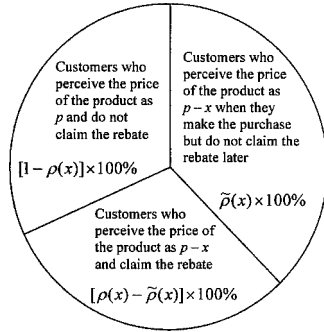 Customers who
perceive the price
of the product as
p and do not
claim the rebate
[1 − ρ(x)]×100%
Customers who
perceive the price
of the product as
p − x when they
make the purchase
but do not claim the
rebate later
ρ̃(x)×100%
Customers who
perceive the price of
the product as p − x
and claim the rebate
[ρ(x) − ρ̃(x)]×100%